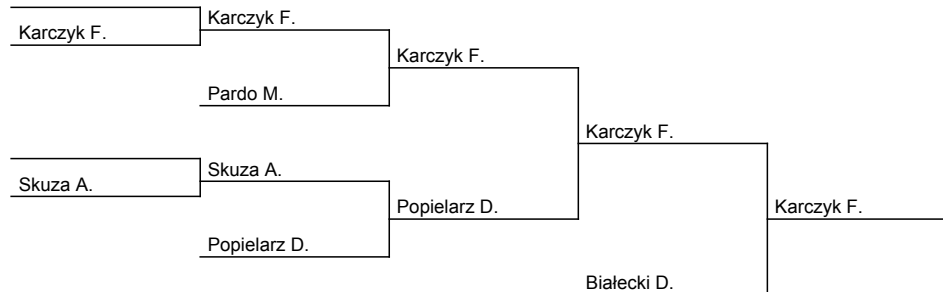 Karczyk F.
Karczyk F.
Karczyk F.
Pardo M.
Karczyk F.
Skuza A.
Skuza A.
Popielarz D.
Karczyk F.
Popielarz D.
Białecki D.